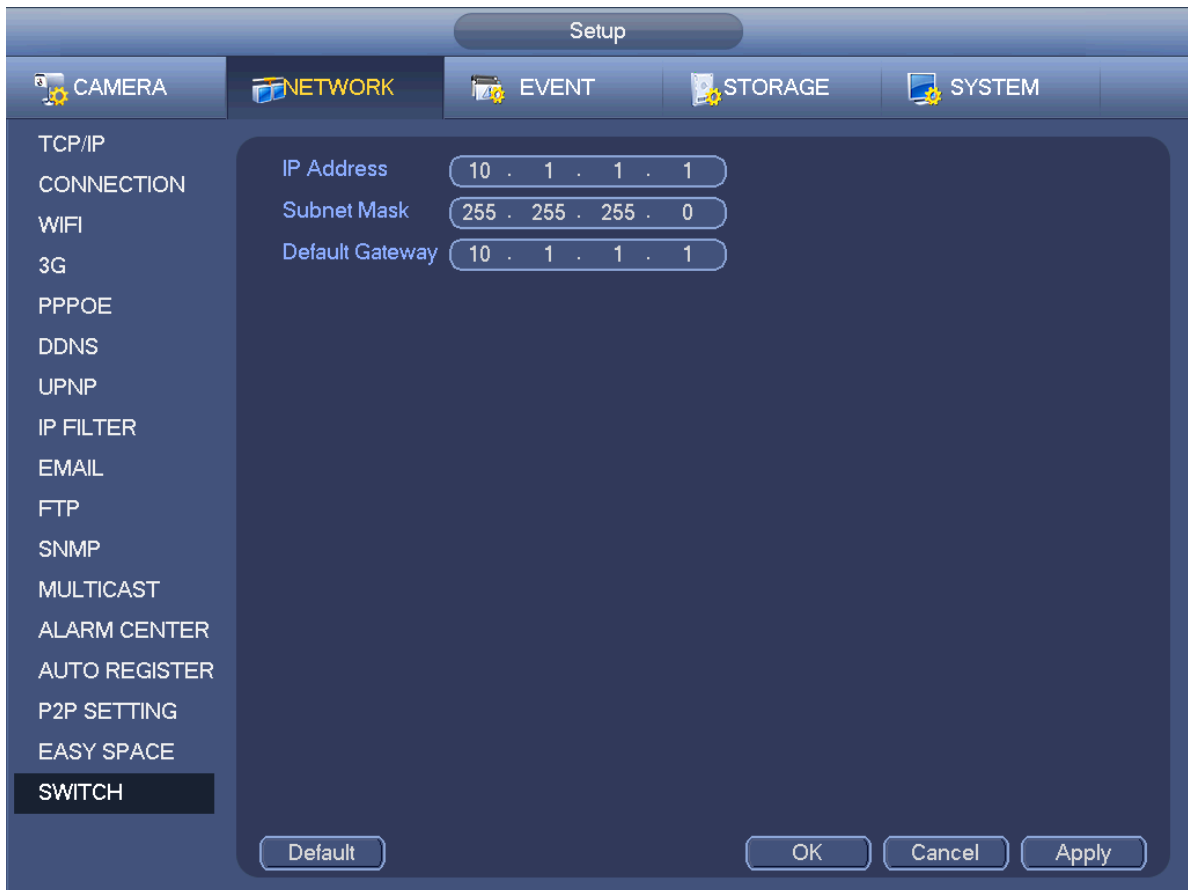 Setup
CAMERA
NETWORK
EVENT
STORAGE
SYSTEM
TCP/IP
CONNECTION
WIFI
3G
PPPOE
DDNS
UPNP
IP FILTER
EMAIL
FTP
SNMP
MULTICAST
ALARM CENTER
AUTO REGISTER
P2P SETTING
EASY SPACE
SWITCH
IP Address 10 . 1 . 1 . 1
Subnet Mask 255 . 255 . 255 . 0
Default Gateway 10 . 1 . 1 . 1
Default
OK
Cancel
Apply